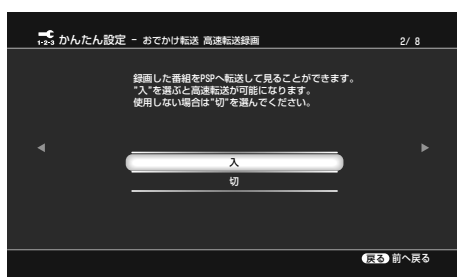 1-2-3 かんたん設定 - おでかけ転送 高速転送録画 2/ 8
録画した番組をPSPへ転送して見ることができます。
"入"を選ぶと高速転送が可能になります。
使用しない場合は"切"を選んでください。
入
切
戻る 前へ戻る